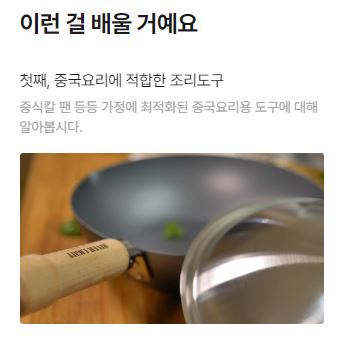 이런 걸 배울 거예요
첫째, 중국요리에 적합한 조리도구
중식칼 팬 등등 가정에 최적화된 중국요리용 도구에 대해
알아봅시다.
RIVER LIGHT